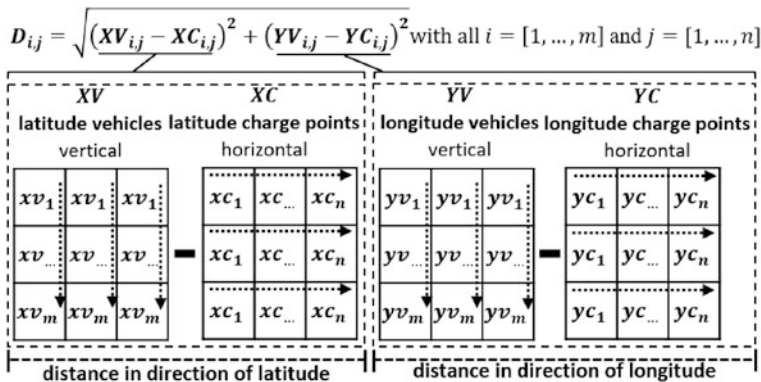 D_{i,j} = √((XV_{i,j} − XC_{i,j})² + (YV_{i,j} − YC_{i,j})²) with all i = [1, …, m] and j = [1, …, n]
XV XC YV YC
latitude vehicles latitude charge points longitude vehicles longitude charge points
vertical horizontal vertical horizontal
xv₁ xv₁ xv₁ xc₁ xc... xcₙ yv₁ yv₁ yv₁ yc₁ yc... ycₙ
xv... xv... xv... − xc₁ xc... xcₙ yv... yv... yv... − yc₁ yc... ycₙ
xvₘ xvₘ xvₘ xc₁ xc... xcₙ yvₘ yvₘ yvₘ yc₁ yc... ycₙ
distance in direction of latitude distance in direction of longitude